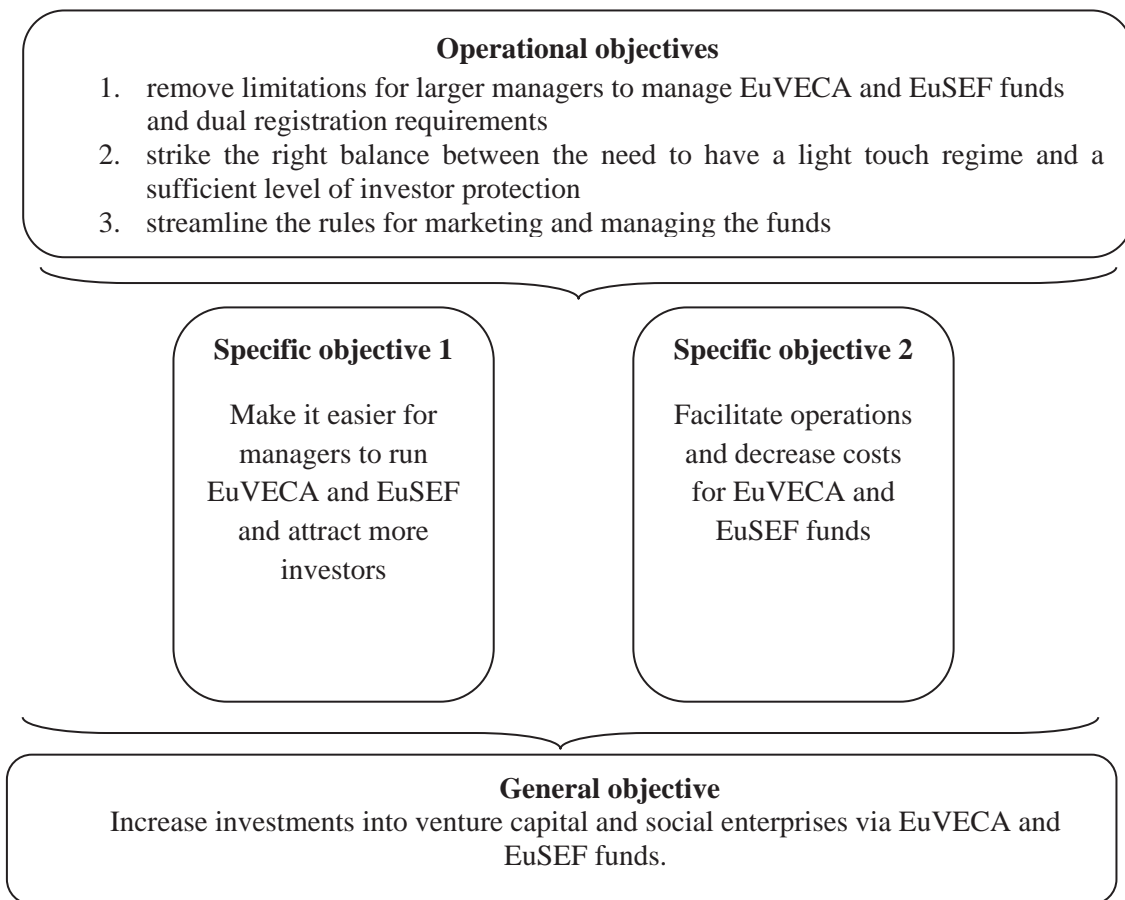 Operational objectives
1. remove limitations for larger managers to manage EuVECA and EuSEF funds
and dual registration requirements
2. strike the right balance between the need to have a light touch regime and a
sufficient level of investor protection
3. streamline the rules for marketing and managing the funds
Specific objective 1
Make it easier for
managers to run
EuVECA and EuSEF
and attract more
investors
Specific objective 2
Facilitate operations
and decrease costs
for EuVECA and
EuSEF funds
General objective
Increase investments into venture capital and social enterprises via EuVECA and
EuSEF funds.